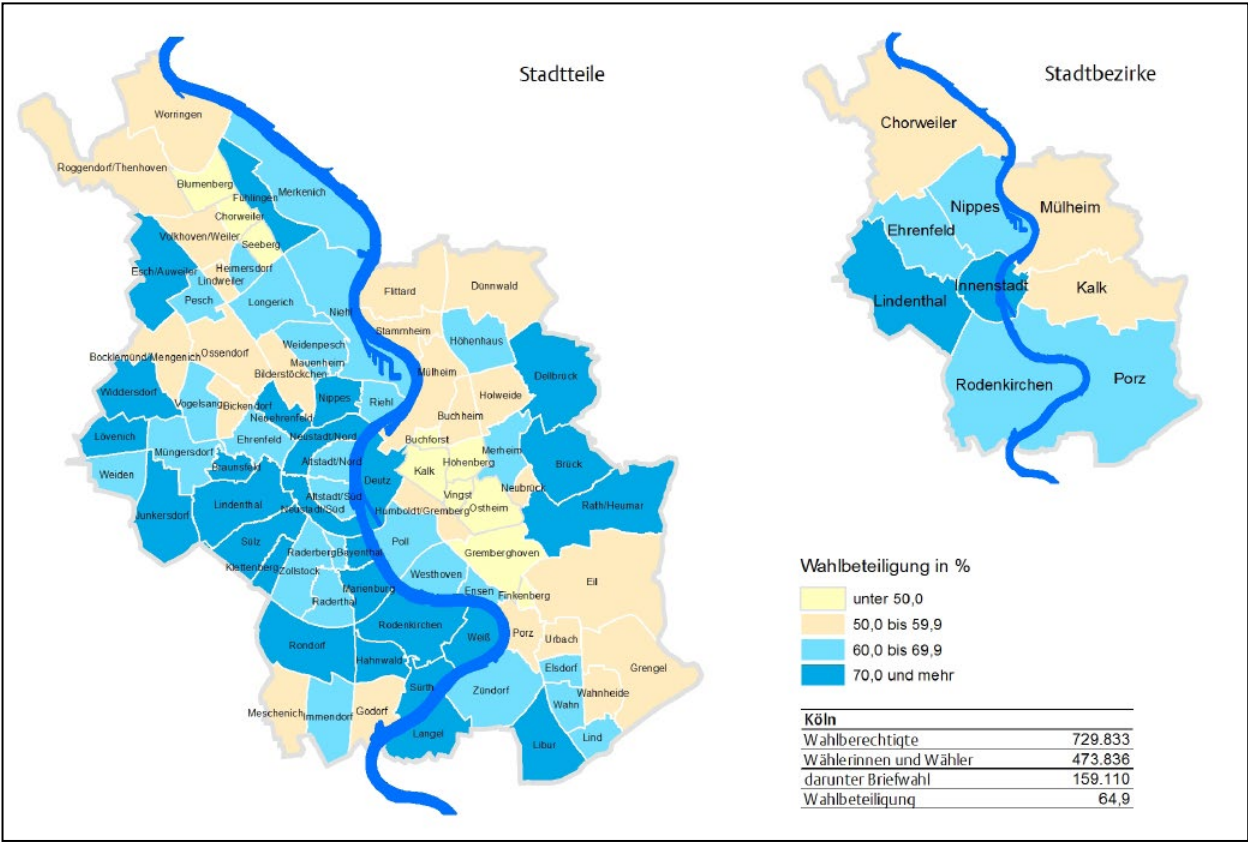 Stadtteile
Worringen
Roggendorf/Thenhoven
Blumenberg
Fühlingen
Merkenich
Chorweiler
Volkhoven/Weiler
Seeberg
Esch/Auweiler
Heimersdorf
Lindweiler
Pesch
Longerich
Niehl
Flittard
Dünnwald
Stammheim
Höhenhaus
Weidenpesch
Mauenheim
Bocklemünd/Mengenich
Ossendorf
Bilderstöckchen
Mülheim
Dellbrück
Widdersdorf
Vogelsang
Bickendorf
Nippes
Riehl
Holweide
Neuehrenfeld
Buchheim
Lövenich
Ehrenfeld
Neustadt/Nord
Buchforst
Müngersdorf
Weiden
Braunsfeld
Altstadt/Nord
Kalk
Höhenberg
Merheim
Brück
Deutz
Neubrück
Junkersdorf
Lindenthal
Altstadt/Süd
Neustadt/Süd
Vingst
Ostheim
Rath/Heumar
Humboldt/Gremberg
Sülz
Raderberg
Bayenthal
Poll
Gremberghoven
Klettenberg
Zollstock
Westhoven
Eil
Marienburg
Raderthal
Ensen
Finkenberg
Rodenkirchen
Rondorf
Weiß
Porz
Urbach
Hahnwald
Elsdorf
Grengel
Sürth
Zündorf
Wahnheide
Wahn
Meschenich
Immendorf
Godorf
Langel
Libur
Lind
Stadtbezirke
Chorweiler
Nippes
Mülheim
Ehrenfeld
Innenstadt
Kalk
Lindenthal
Rodenkirchen
Porz
Wahlbeteiligung in %
unter 50,0
50,0 bis 59,9
60,0 bis 69,9
70,0 und mehr
Köln
Wahlberechtigte 729.833
Wählerinnen und Wähler 473.836
darunter Briefwahl 159.110
Wahlbeteiligung 64,9